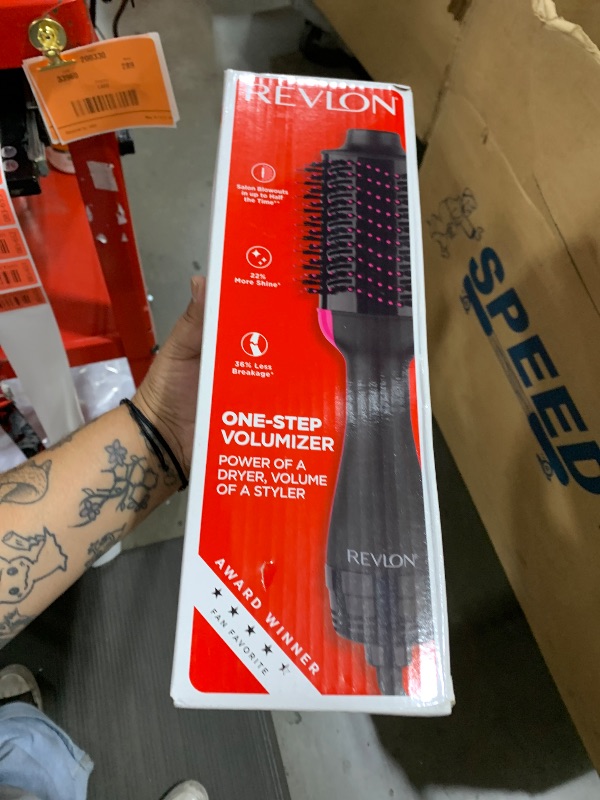 REVLON
Salon Blowouts
in up to Half
the Time**
22%
More Shine*
36% Less
Breakage*
ONE-STEP
VOLUMIZER
POWER OF A
DRYER, VOLUME
OF A STYLER
REVLON
AWARD WINNER
FAN FAVORITE
SPEED